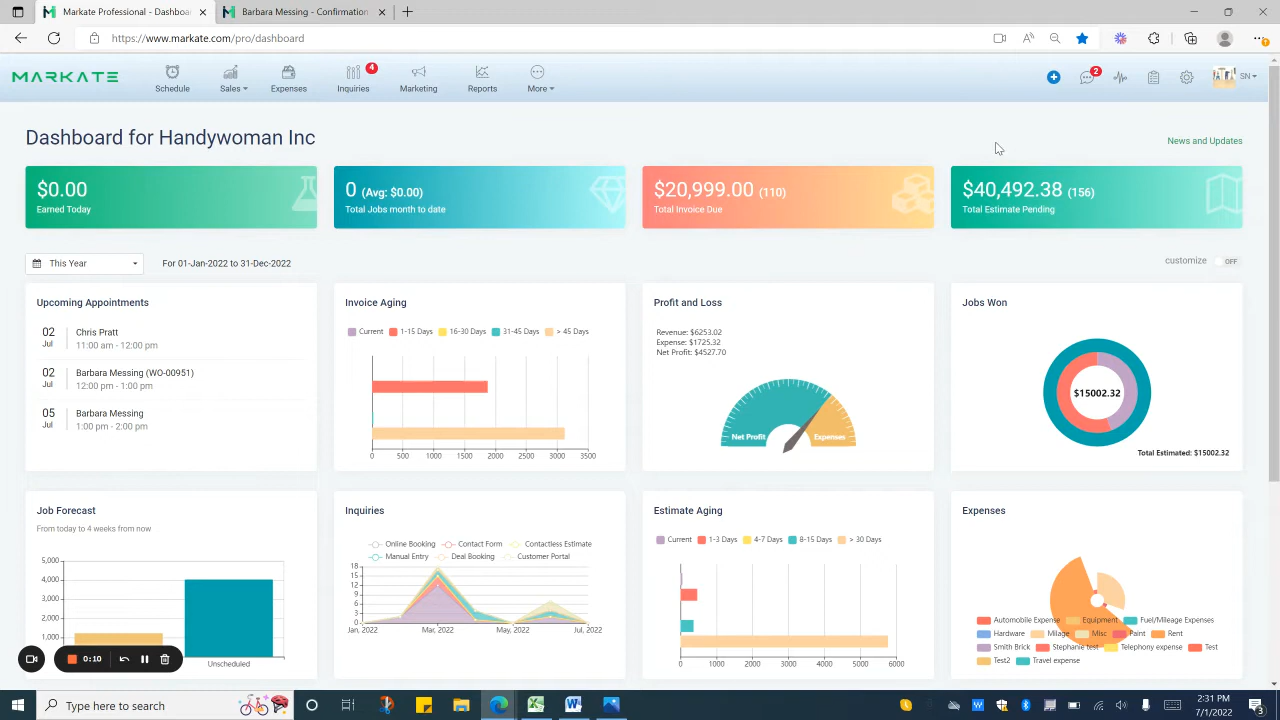 Markate Professional - Dashboa
Barbara Messing - Confirmation
https://www.markate.com/pro/dashboard
MARKATE
Schedule
Sales
Expenses
4
Inquiries
Marketing
Reports
More
2
SN
Dashboard for Handywoman Inc
News and Updates
$0.00
Earned Today
0 (Avg: $0.00)
Total Jobs month to date
$20,999.00 (110)
Total Invoice Due
$40,492.38 (156)
Total Estimate Pending
This Year
For 01-Jan-2022 to 31-Dec-2022
customize OFF
Upcoming Appointments
02 Jul
Chris Pratt
11:00 am - 12:00 pm
02 Jul
Barbara Messing (WO-00951)
12:00 pm - 1:00 pm
05 Jul
Barbara Messing
1:00 pm - 2:00 pm
Invoice Aging
Current 1-15 Days 16-30 Days 31-45 Days > 45 Days
0 500 1000 1500 2000 2500 3000 3500
Profit and Loss
Revenue: $6253.02
Expense: $1725.32
Net Profit: $4527.70
Net Profit Expenses
Jobs Won
$15002.32
Total Estimated: $15002.32
Job Forecast
From today to 4 weeks from now
5,000
4,000
3,000
2,000
1,000
Unscheduled
0:10
Inquiries
Online Booking Contact Form Contactless Estimate
Manual Entry Deal Booking Customer Portal
18
15
12
9
6
3
0
Jan, 2022 Mar, 2022 May, 2022 Jul, 2022
Estimate Aging
Current 1-3 Days 4-7 Days 8-15 Days > 30 Days
0 1000 2000 3000 4000 5000 6000
Expenses
Automobile Expense Equipment Fuel/Mileage Expenses
Hardware Milage Misc Paint Rent
Smith Brick Stephanie test Telephony expense Test
Test2 Travel expense
Type here to search
2:31 PM
7/1/2022
3